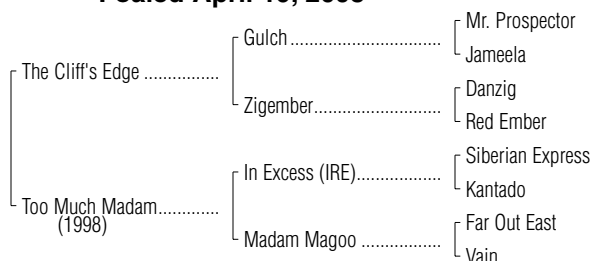 Foaled April
Mr. Prospector
Gulch
Jameela
The Cliff's Edge
Danzig
Zigember
Red Ember
Siberian Express
In Excess (IRE)
Kantado
Too Much Madam
(1998)
Far Out East
Madam Magoo
Vain